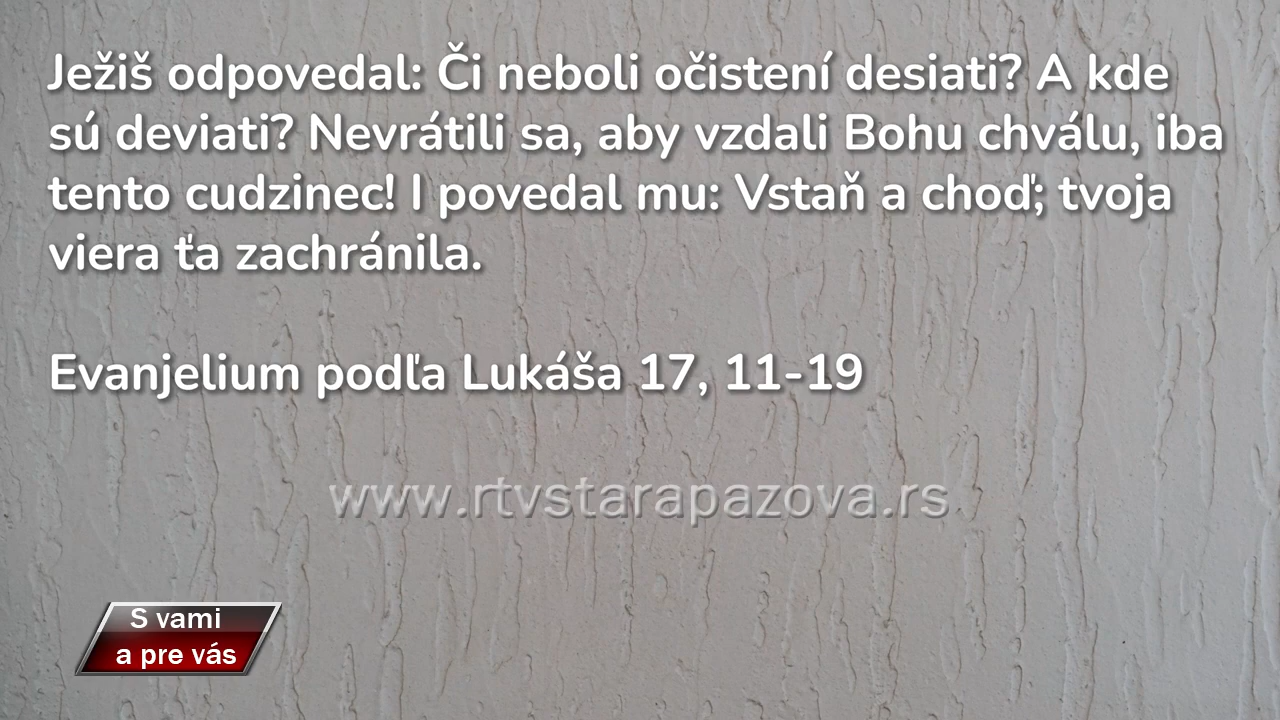 Ježiš odpovedal: Či neboli očistení desiati? A kde
sú deviati? Nevrátili sa, aby vzdali Bohu chválu, iba
tento cudzinec! I povedal mu: Vstaň a choď; tvoja
viera ťa zachránila.
Evanjelium podľa Lukáša 17, 11-19
www.rtvstarapazova.rs
S vami
a pre vás